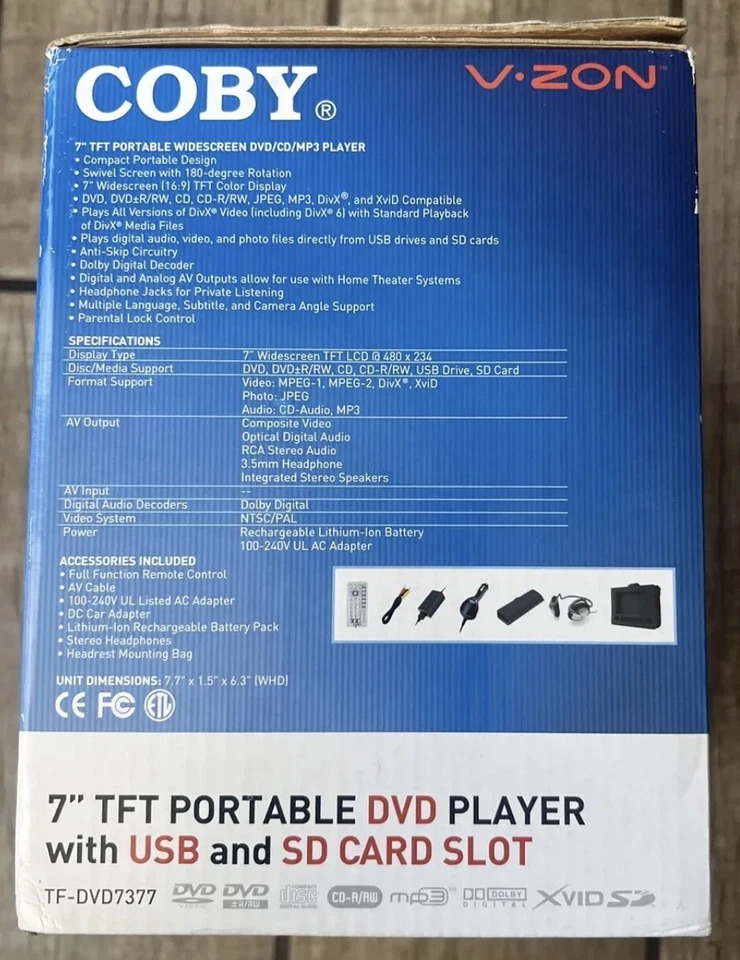 COBY®
V·ZON™
7" TFT PORTABLE WIDESCREEN DVD/CD/MP3 PLAYER
• Compact Portable Design
• Swivel Screen with 180-degree Rotation
• 7" Widescreen (16:9) TFT Color Display
• DVD, DVD±R/RW, CD, CD-R/RW, JPEG, MP3, DivX®, and XviD Compatible
• Plays All Versions of DivX® Video (including DivX® 6) with Standard Playback
of DivX® Media Files
• Plays digital audio, video, and photo files directly from USB drives and SD cards
• Anti-Skip Circuitry
• Dolby Digital Decoder
• Digital and Analog AV Outputs allow for use with Home Theater Systems
• Headphone Jacks for Private Listening
• Multiple Language, Subtitle, and Camera Angle Support
• Parental Lock Control
SPECIFICATIONS
Display Type 7" Widescreen TFT LCD @ 480 x 234
Disc/Media Support DVD, DVD±R/RW, CD, CD-R/RW, USB Drive, SD Card
Format Support Video: MPEG-1, MPEG-2, DivX®, XviD
Photo: JPEG
Audio: CD-Audio, MP3
AV Output Composite Video
Optical Digital Audio
RCA Stereo Audio
3.5mm Headphone
Integrated Stereo Speakers
AV Input --
Digital Audio Decoders Dolby Digital
Video System NTSC/PAL
Power Rechargeable Lithium-Ion Battery
100-240V UL AC Adapter
ACCESSORIES INCLUDED
• Full Function Remote Control
• AV Cable
• 100-240V UL Listed AC Adapter
• DC Car Adapter
• Lithium-Ion Rechargeable Battery Pack
• Stereo Headphones
• Headrest Mounting Bag
UNIT DIMENSIONS: 7.7" x 1.5" x 6.3" (WHD)
CE FC ETL
7” TFT PORTABLE DVD PLAYER
with USB and SD CARD SLOT
TF-DVD7377 DVD VIDEO DVD ±R/RW COMPACT disc CD-R/RW mp3™ DOLBY DIGITAL XVID SD